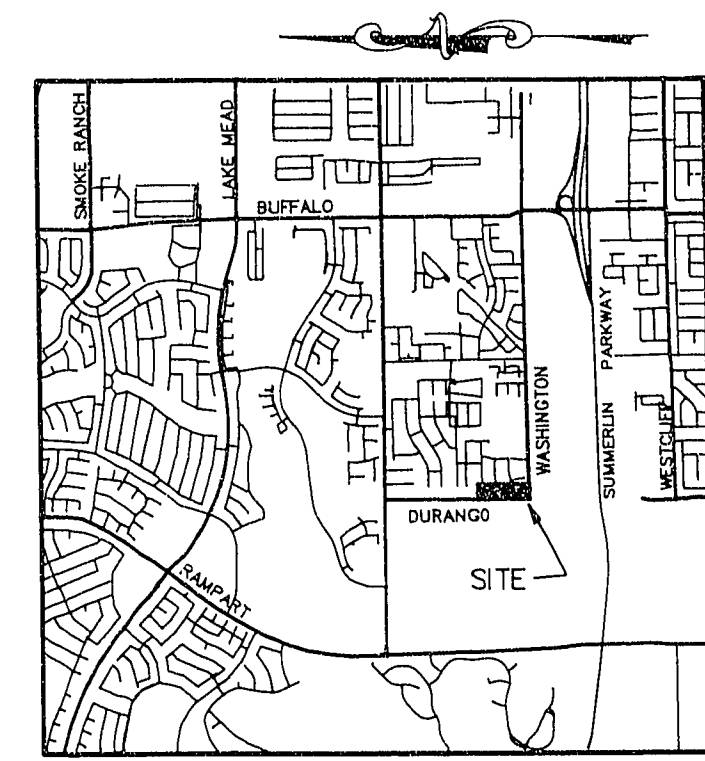 SMOKE RANCH
LAKE MEAD
BUFFALO
SUMMERLIN PARKWAY
WASHINGTON
WESTCLIFF
DURANGO
SITE
RAMPART